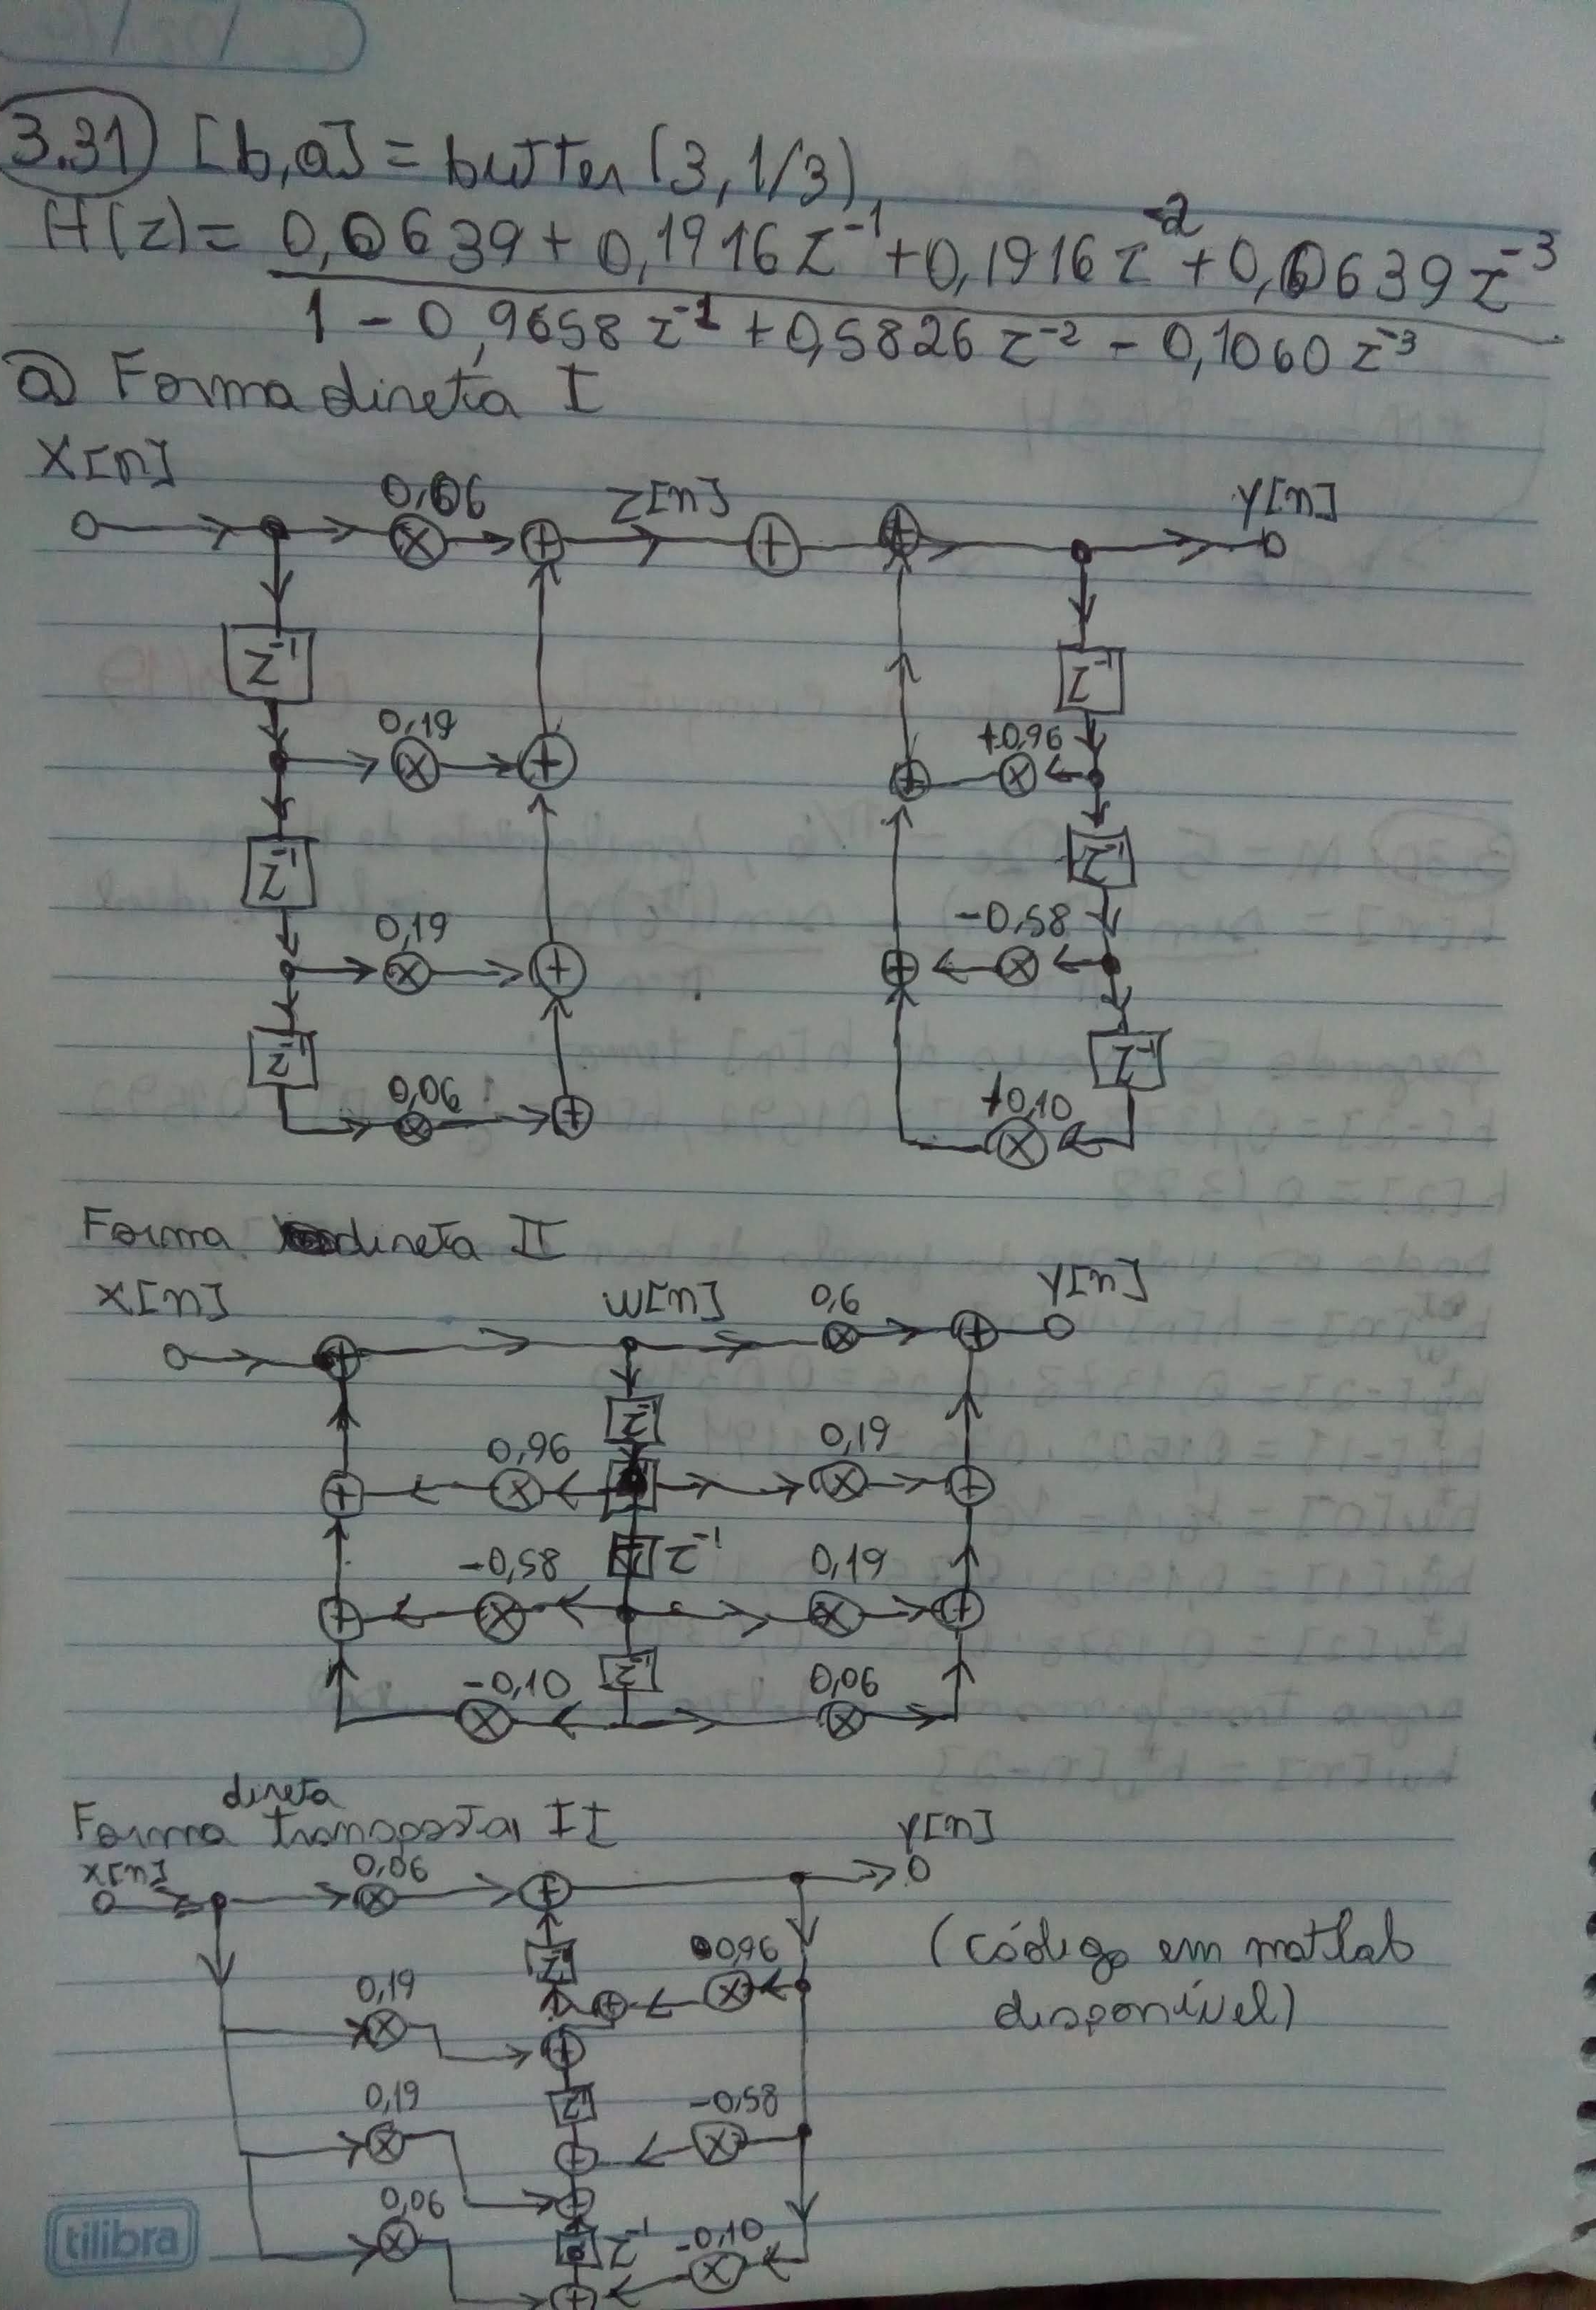 3.31) [b,a] = butter(3, 1/3)
H(z) = 0,0639 + 0,1916 z^-1 + 0,1916 z^-2 + 0,0639 z^-3
1 - 0,9658 z^-1 + 0,5826 z^-2 - 0,1060 z^-3
a) Forma direta I
X[n] 0,06 Z[n] Y[n]
z^-1 z^-1
0,19 +0,96
z^-1 z^-1
0,19 -0,58
z^-1 z^-1
0,06 +0,10
Forma direta II
X[n] w[n] 0,6 Y[n]
z^-1
0,96 0,19
-0,58 z^-1 0,19
z^-1
-0,10 0,06
direta
Forma transposta II
x[n] 0,06 Y[n]
z^-1 0,96 (código em matlab
0,19 disponível)
z^-1
0,19 -0,58
0,06 z^-1 -0,10
tilibra